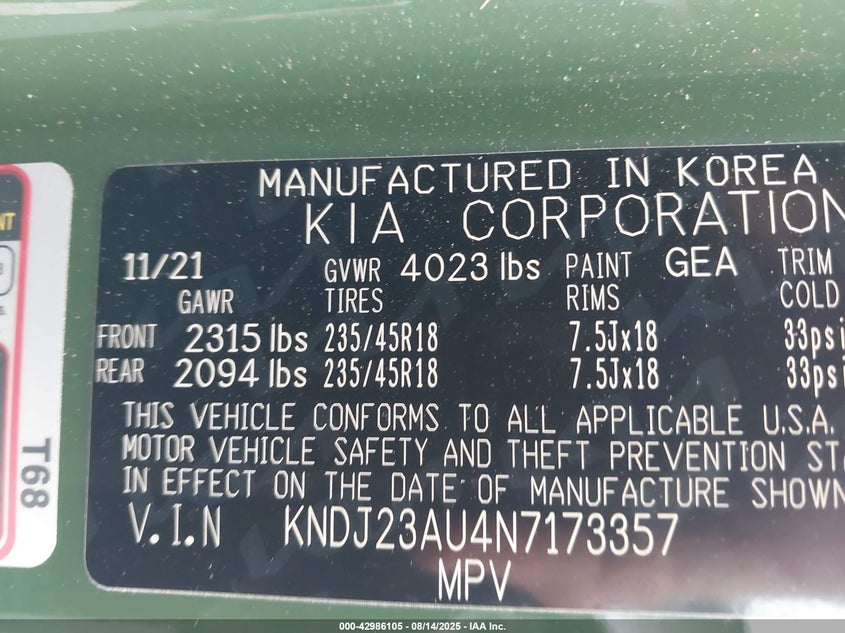 MANUFACTURED IN KOREA
KIA CORPORATION
11/21 GVWR 4023 lbs PAINT GEA TRIM
GAWR TIRES RIMS COLD
FRONT 2315 lbs 235/45R18 7.5Jx18 33psi
REAR 2094 lbs 235/45R18 7.5Jx18 33psi
THIS VEHICLE CONFORMS TO ALL APPLICABLE U.S.A.
MOTOR VEHICLE SAFETY AND THEFT PREVENTION
IN EFFECT ON THE DATE OF MANUFACTURE SHOWN
V.I.N KNDJ23AU4N7173357
MPV
T68
000-42986105 - 08/14/2025 - IAA Inc.